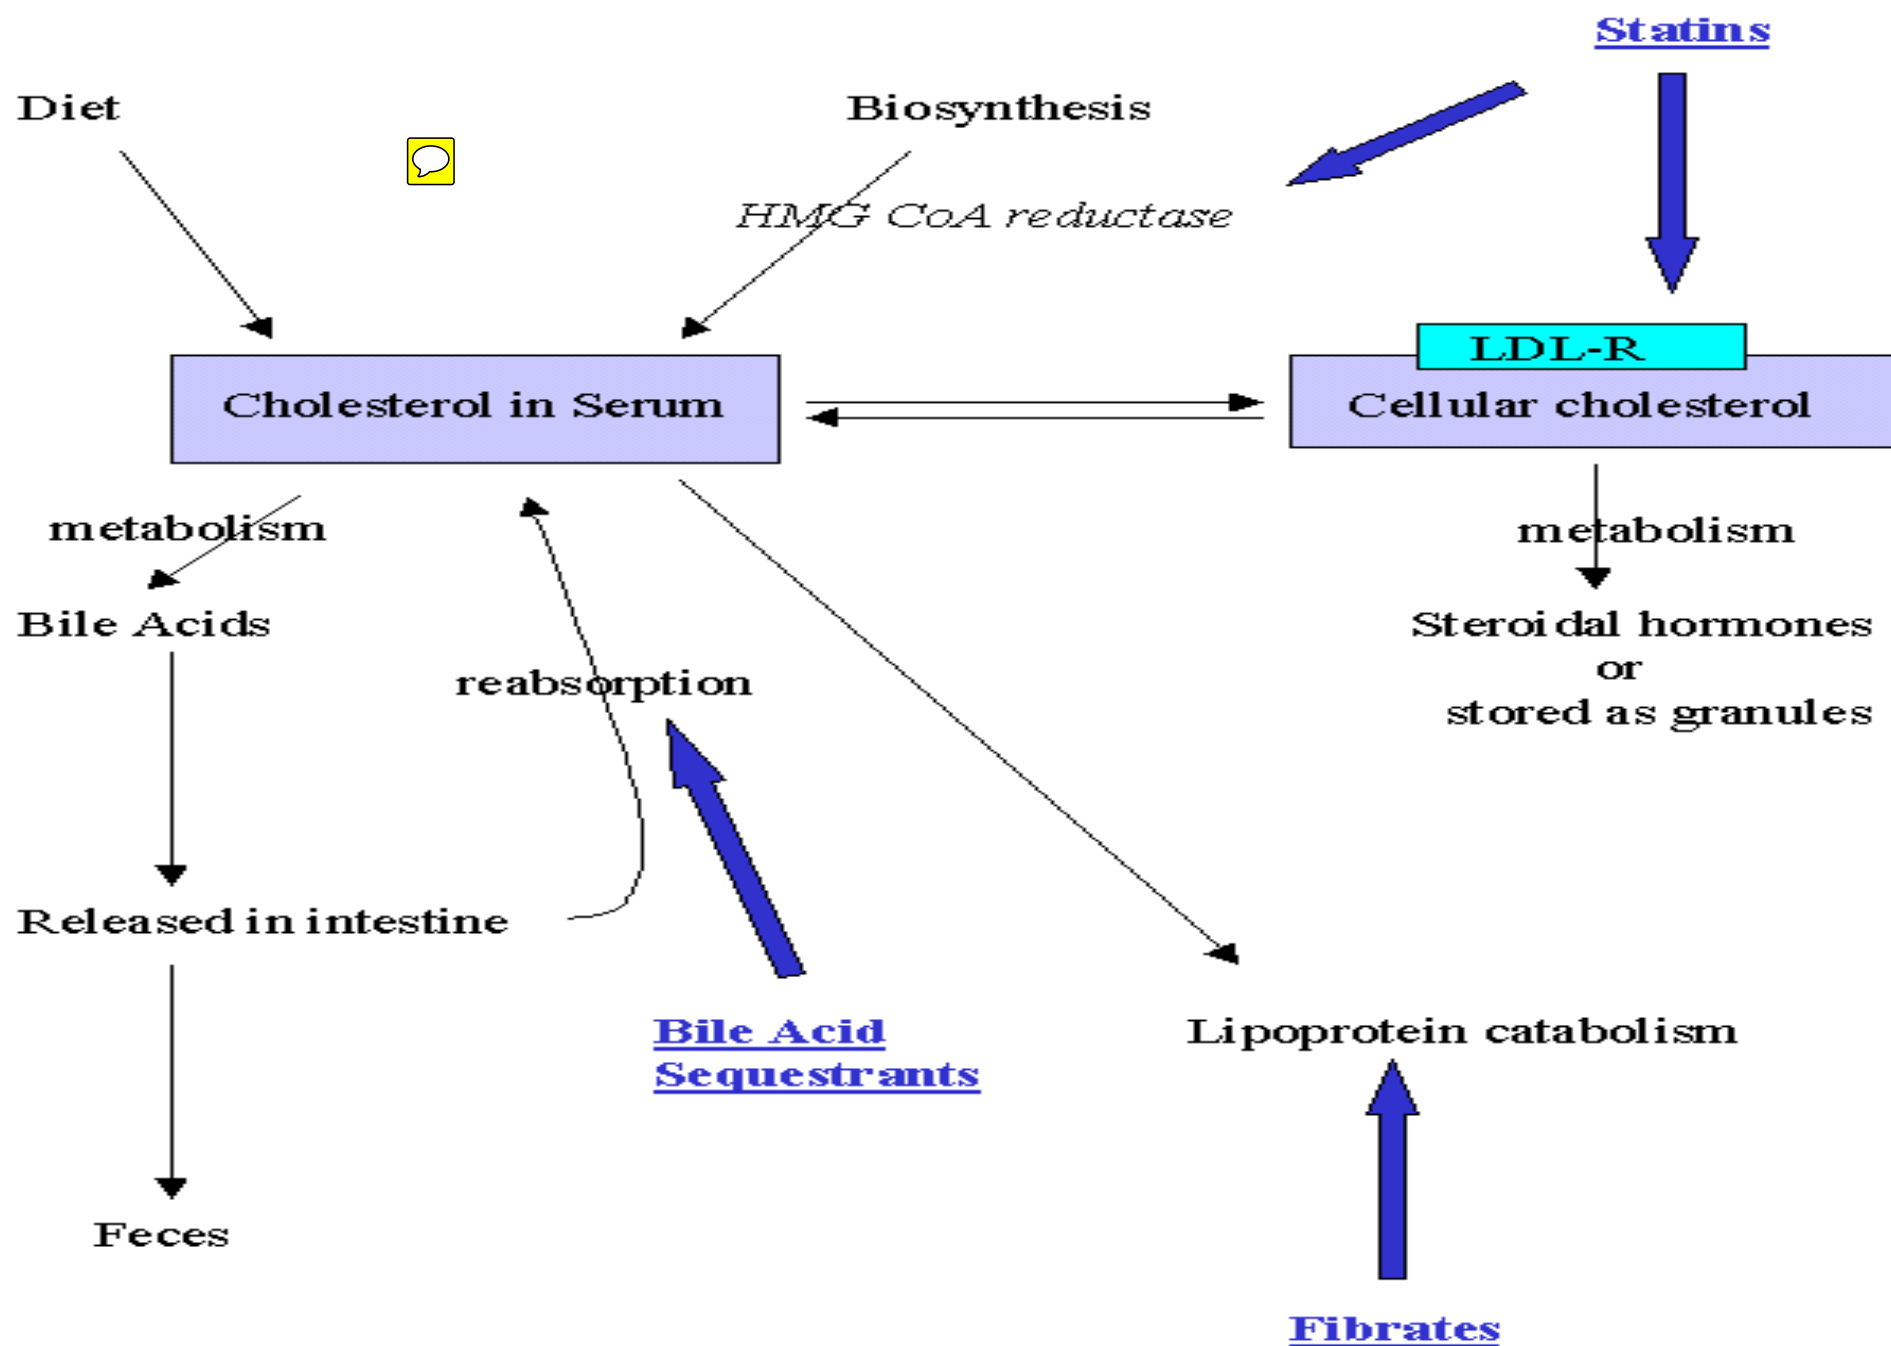 Statins
Diet
Biosynthesis
HMG CoA reductase
LDL-R
Cholesterol in Serum
Cellular cholesterol
metabolism
metabolism
Bile Acids
Steroidal hormones
or
stored as granules
reabsorption
Released in intestine
Bile Acid
Sequestrants
Lipoprotein catabolism
Feces
Fibrates